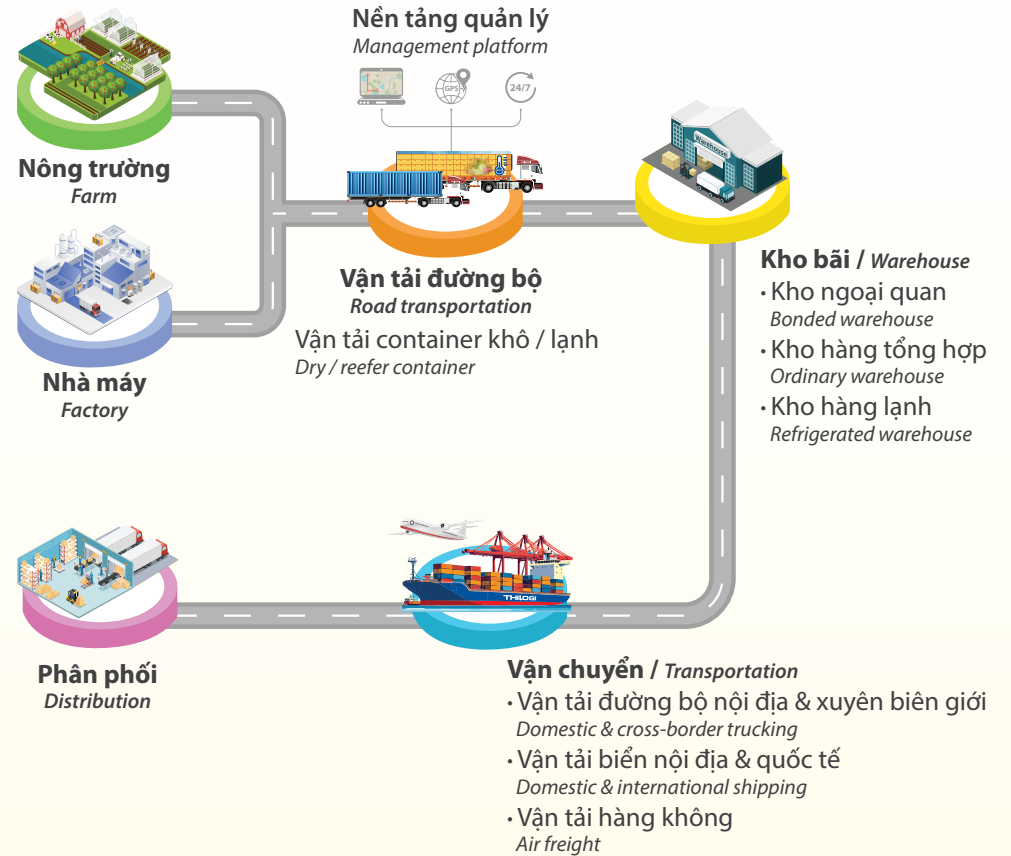 Nền tảng quản lý
Management platform
GPS
24/7
Nông trường
Farm
Warehouse
Vận tải đường bộ
Road transportation
Vận tải container khô / lạnh
Dry / reefer container
Nhà máy
Factory
Kho bãi / Warehouse
· Kho ngoại quan
Bonded warehouse
· Kho hàng tổng hợp
Ordinary warehouse
· Kho hàng lạnh
Refrigerated warehouse
THILOGI
Phân phối
Distribution
Vận chuyển / Transportation
· Vận tải đường bộ nội địa & xuyên biên giới
Domestic & cross-border trucking
· Vận tải biển nội địa & quốc tế
Domestic & international shipping
· Vận tải hàng không
Air freight